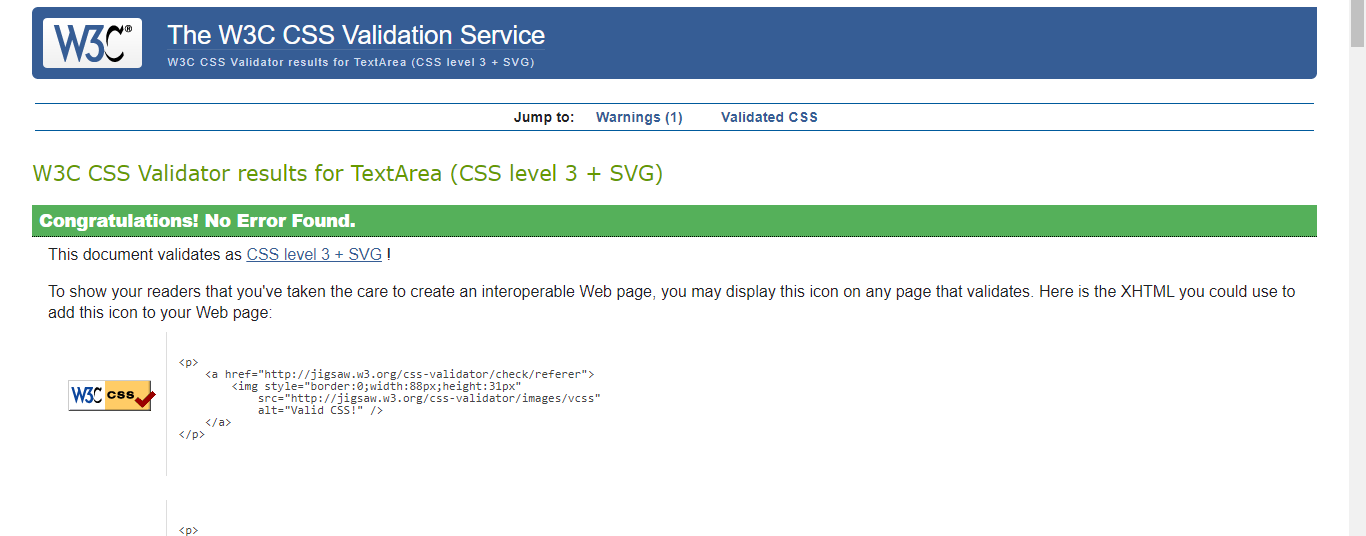 W3C®
The W3C CSS Validation Service
W3C CSS Validator results for TextArea (CSS level 3 + SVG)
Jump to: Warnings (1) Validated CSS
W3C CSS Validator results for TextArea (CSS level 3 + SVG)
Congratulations! No Error Found.
This document validates as CSS level 3 + SVG !
To show your readers that you've taken the care to create an interoperable Web page, you may display this icon on any page that validates. Here is the XHTML you could use to
add this icon to your Web page:
W3C CSS
<p>
    <a href="http://jigsaw.w3.org/css-validator/check/referer">
        <img style="border:0;width:88px;height:31px"
            src="http://jigsaw.w3.org/css-validator/images/vcss"
            alt="Valid CSS!" />
    </a>
</p>
<p>